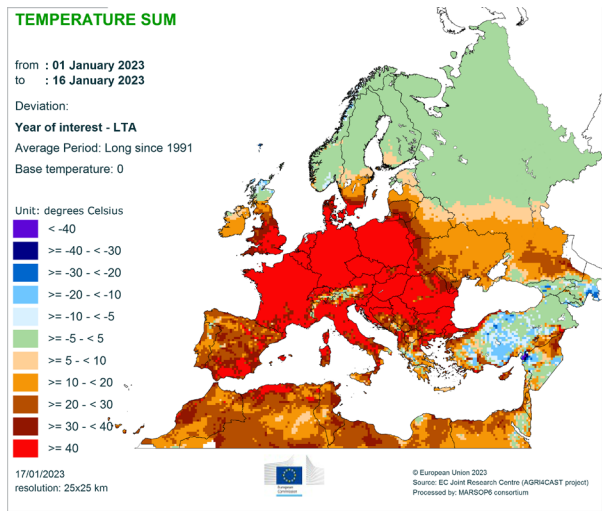 TEMPERATURE SUM
from : 01 January 2023
to : 16 January 2023
Deviation:
Year of interest - LTA
Average Period: Long since 1991
Base temperature: 0
Unit: degrees Celsius
< -40
>= -40 - < -30
>= -30 - < -20
>= -20 - < -10
>= -10 - < -5
>= -5 - < 5
>= 5 - < 10
>= 10 - < 20
>= 20 - < 30
>= 30 - < 40
>= 40
17/01/2023
resolution: 25x25 km
European
Commission
© European Union 2023
Source: EC Joint Research Centre (AGRI4CAST project)
Processed by: MARSOP6 consortium